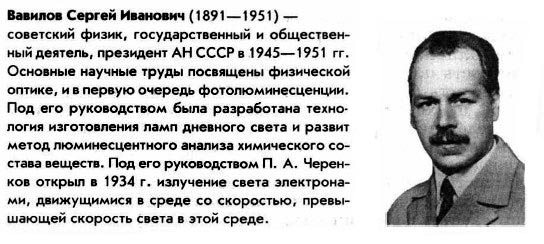 Вавилов Сергей Иванович (1891—1951) —
советский физик, государственный и обществен-
ный деятель, президент АН СССР в 1945—1951 гг.
Основные научные труды посвящены физической
оптике, и в первую очередь фотолюминесценции.
Под его руководством была разработана техно-
логия изготовления ламп дневного света и развит
метод люминесцентного анализа химического со-
става веществ. Под его руководством П. А. Черен-
ков открыл в 1934 г. излучение света электрона-
ми, движущимися в среде со скоростью, превы-
шающей скорость света в этой среде.